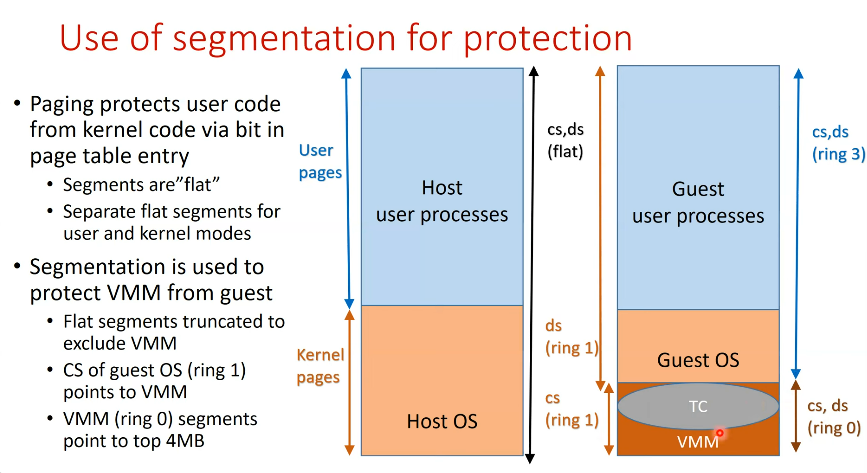 Use of segmentation for protection
• Paging protects user code
from kernel code via bit in
page table entry
• Segments are”flat”
• Separate flat segments for
user and kernel modes
• Segmentation is used to
protect VMM from guest
• Flat segments truncated to
exclude VMM
• CS of guest OS (ring 1)
points to VMM
• VMM (ring 0) segments
point to top 4MB
User
pages
Kernel
pages
Host
user processes
Host OS
cs,ds
(flat)
ds
(ring 1)
cs
(ring 1)
Guest
user processes
Guest OS
TC
VMM
cs,ds
(ring 3)
cs, ds
(ring 0)